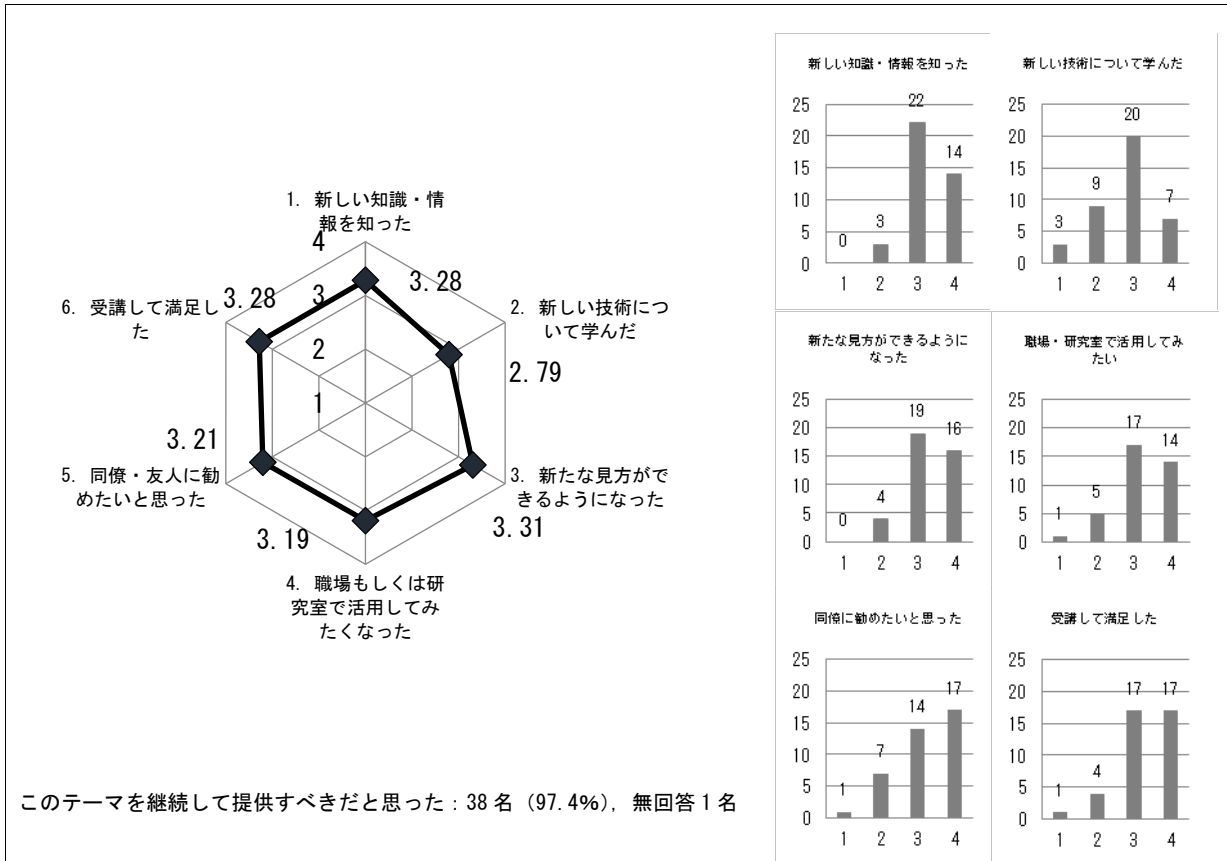 1. 新しい知識・情
報を知った
4
3.28
3
3.28
6. 受講して満足し
た
2. 新しい技術につ
いて学んだ
2
2.79
1
3.21
5. 同僚・友人に勧
めたいと思った
3. 新たな見方がで
きるようになった
3.31
3.19
4. 職場もしくは研
究室で活用してみ
たくなった
このテーマを継続して提供すべきだと思った：38名（97.4%），無回答1名
新しい知識・情報を知った
25
20
15
10
5
0
0
3
22
14
1 2 3 4
新しい技術について学んだ
25
20
15
10
5
0
3
9
20
7
1 2 3 4
新たな見方ができるように
なった
25
20
15
10
5
0
0
4
19
16
1 2 3 4
職場・研究室で活用してみ
たい
25
20
15
10
5
0
1
5
17
14
1 2 3 4
同僚に勧めたいと思った
25
20
15
10
5
0
1
7
14
17
1 2 3 4
受講して満足した
25
20
15
10
5
0
1
4
17
17
1 2 3 4